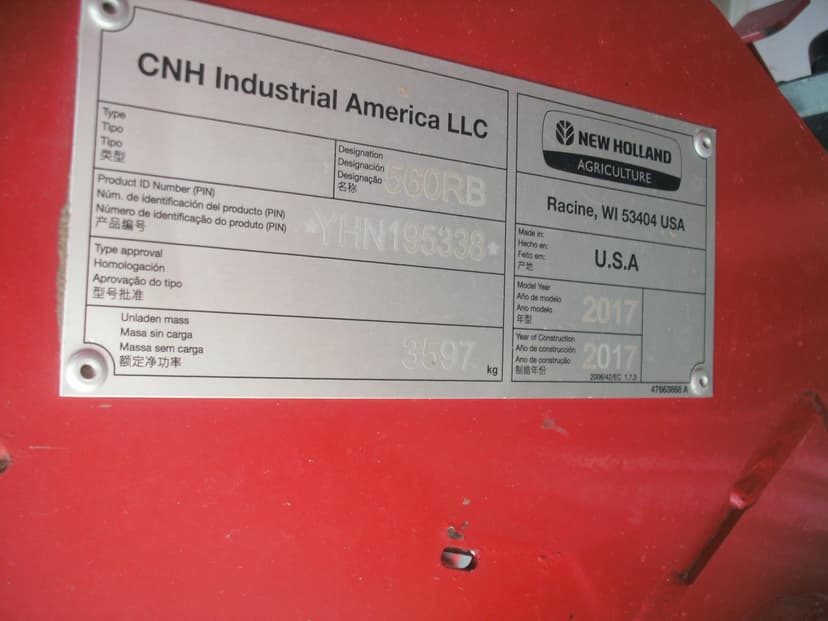 CNH Industrial America LLC
Type
Tipo
Tipo
类型
Designation
Designación
Designação
名称
560RB
Product ID Number (PIN)
Núm. de identificación del producto (PIN)
Número de identificação do produto (PIN)
产品编号
*YHN195338*
Type approval
Homologación
Aprovação do tipo
型号批准
Unladen mass
Masa sin carga
Massa sem carga
额定净功率
3597 kg
NEW HOLLAND
AGRICULTURE
Racine, WI 53404 USA
Made in:
Hecho en:
Feito em:
产地
U.S.A
Model Year
Año de modelo
Ano modelo
年型
2017
Year of Construction
Año de construcción
Ano de construção
制造年份
2017
2006/42/EC 1.7.3
47663868 A